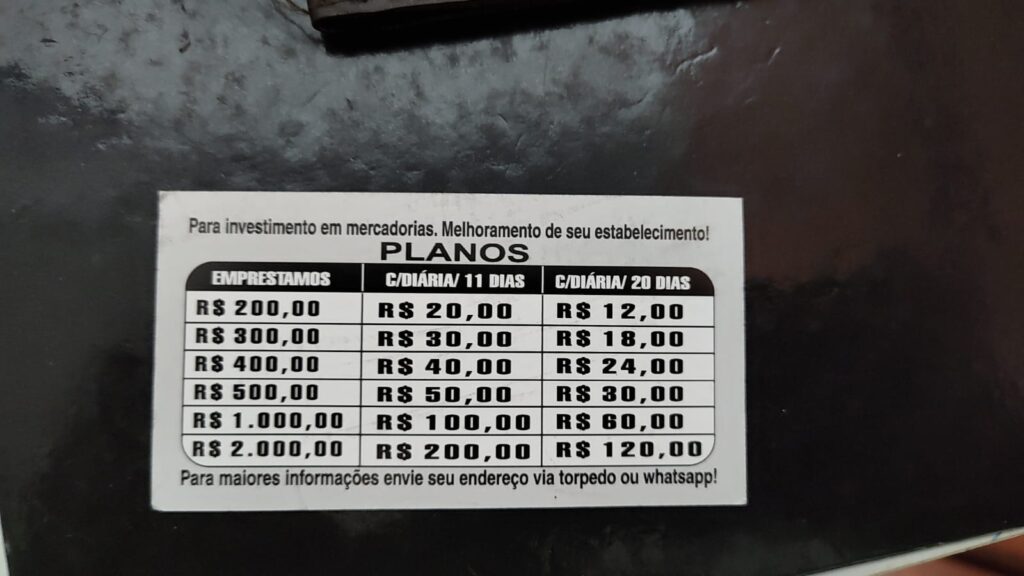 Para investimento em mercadorias. Melhoramento de seu estabelecimento!
PLANOS
EMPRESTAMOS C/DIÁRIA/ 11 DIAS C/DIÁRIA/ 20 DIAS
R$ 200,00 R$ 20,00 R$ 12,00
R$ 300,00 R$ 30,00 R$ 18,00
R$ 400,00 R$ 40,00 R$ 24,00
R$ 500,00 R$ 50,00 R$ 30,00
R$ 1.000,00 R$ 100,00 R$ 60,00
R$ 2.000,00 R$ 200,00 R$ 120,00
Para maiores informações envie seu endereço via torpedo ou whatsapp!